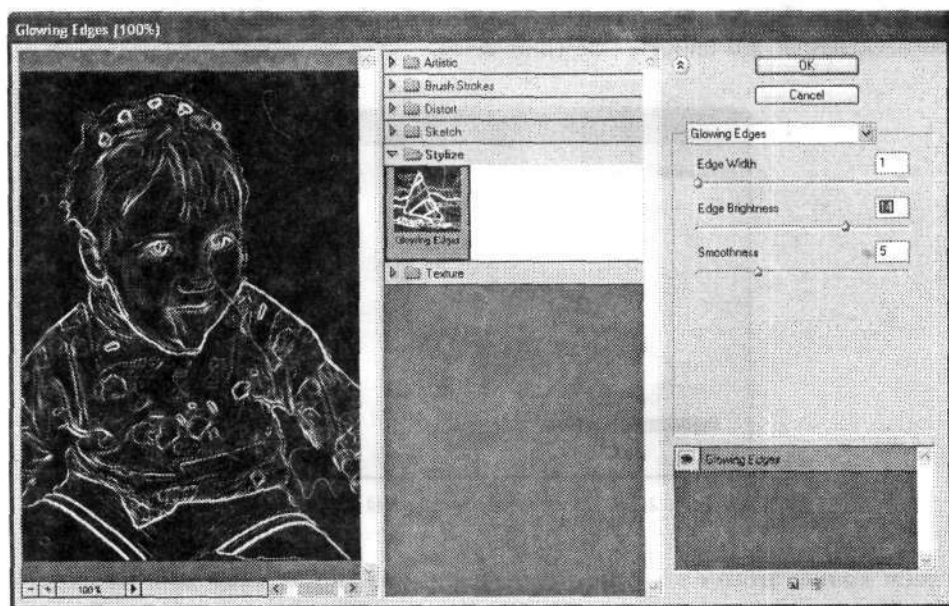 Glowing Edges (100%)
Artistic
Brush Strokes
Distort
Sketch
Stylize
Glowing Edges
Texture
OK
Cancel
Glowing Edges
Edge Width 1
Edge Brightness 14
Smoothness 5
Glowing Edges
- + 100%